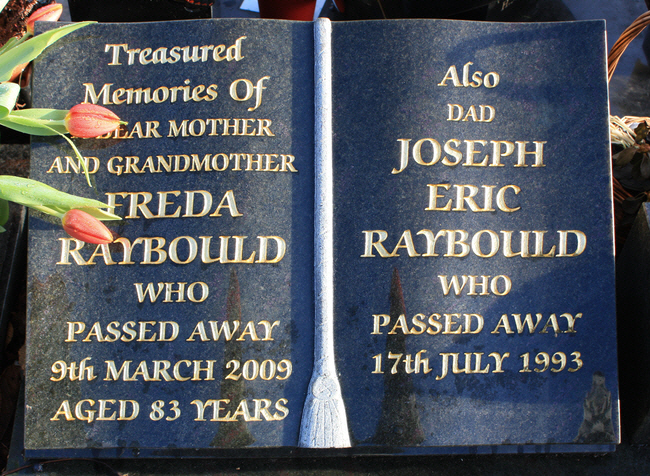 Treasured
Memories Of
DEAR MOTHER
AND GRANDMOTHER
FREDA
RAYBOULD
WHO
PASSED AWAY
9th MARCH 2009
AGED 83 YEARS
Also
DAD
JOSEPH
ERIC
RAYBOULD
WHO
PASSED AWAY
17th JULY 1993